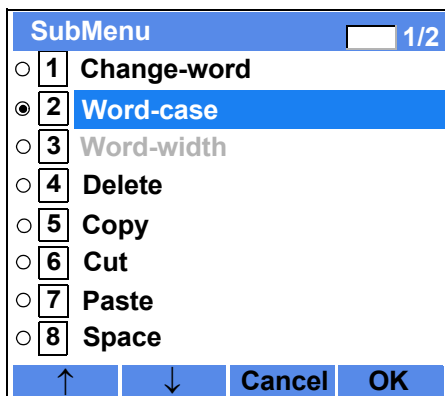 SubMenu 1/2
1 Change-word
2 Word-case
3 Word-width
4 Delete
5 Copy
6 Cut
7 Paste
8 Space
↑ ↓ Cancel OK